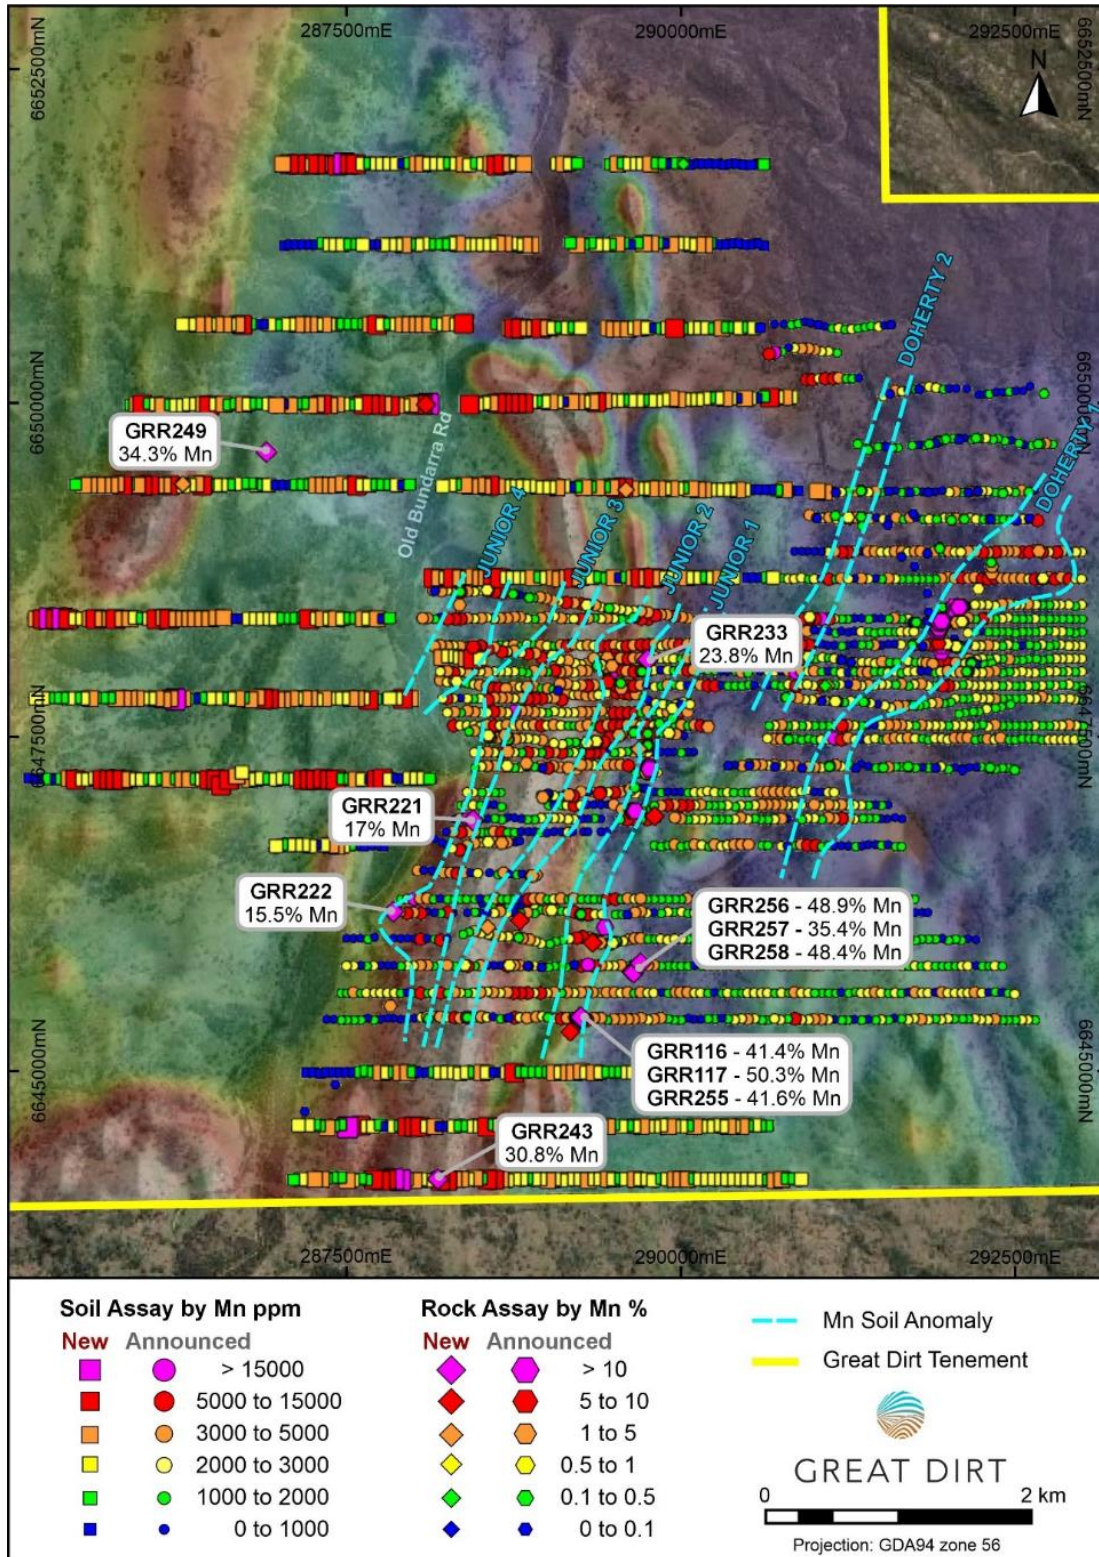 287500mE
290000mE
292500mE
6652500mN
6652500mN
N
DOHERTY 2
6650000mN
6650000mN
DOHERTY 1
GRR249
34.3% Mn
Old Bundarra Rd
JUNIOR 4
JUNIOR 3
JUNIOR 2
JUNIOR 1
GRR233
23.8% Mn
6647500mN
6647500mN
GRR221
17% Mn
GRR222
15.5% Mn
GRR256 - 48.9% Mn
GRR257 - 35.4% Mn
GRR258 - 48.4% Mn
GRR116 - 41.4% Mn
GRR117 - 50.3% Mn
GRR255 - 41.6% Mn
6645000mN
6645000mN
GRR243
30.8% Mn
287500mE
290000mE
292500mE
Soil Assay by Mn ppm
New Announced
> 15000
5000 to 15000
3000 to 5000
2000 to 3000
1000 to 2000
0 to 1000
Rock Assay by Mn %
New Announced
> 10
5 to 10
1 to 5
0.5 to 1
0.1 to 0.5
0 to 0.1
Mn Soil Anomaly
Great Dirt Tenement
GREAT DIRT
0 2 km
Projection: GDA94 zone 56